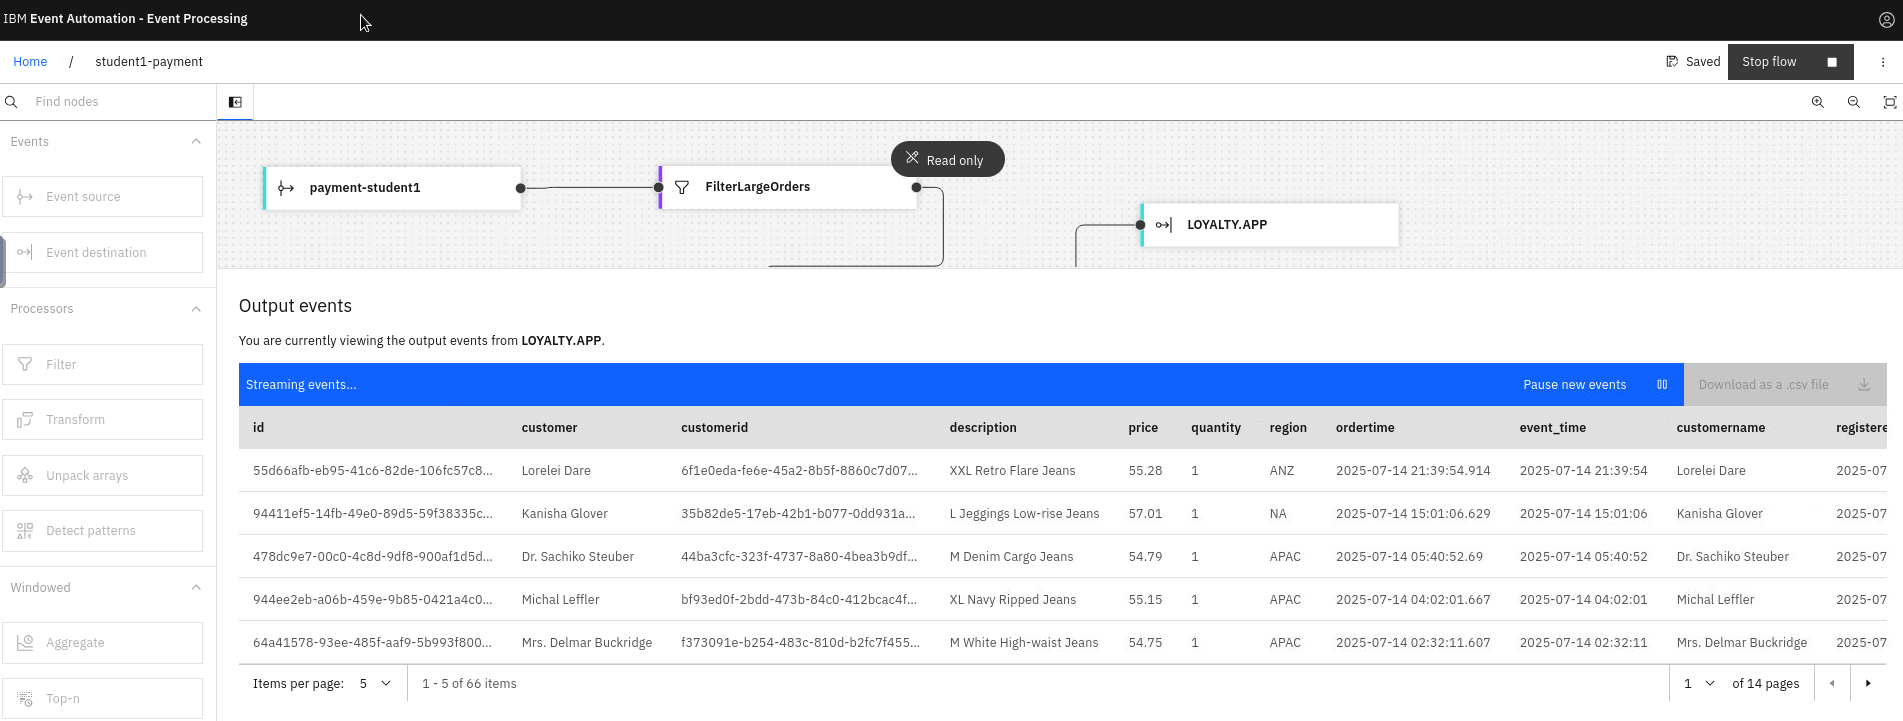 IBM Event Automation - Event Processing
Home / student1-payment
Saved
Stop flow
Find nodes
Events
Event source
Event destination
Processors
Filter
Transform
Unpack arrays
Detect patterns
Windowed
Aggregate
Top-n
payment-student1
FilterLargeOrders
Read only
LOYALTY.APP
Output events
You are currently viewing the output events from LOYALTY.APP.
Streaming events...
Pause new events
Download as a .csv file
id customer customerid description price quantity region ordertime event_time customername registere
55d66afb-eb95-41c6-82de-106fc57c8... Lorelei Dare 6f1e0eda-fe6e-45a2-8b5f-8860c7d07... XXL Retro Flare Jeans 55.28 1 ANZ 2025-07-14 21:39:54.914 2025-07-14 21:39:54 Lorelei Dare 2025-07
94411ef5-14fb-49e0-89d5-59f38335c... Kanisha Glover 35b82de5-17eb-42b1-b077-0dd931a... L Jeggings Low-rise Jeans 57.01 1 NA 2025-07-14 15:01:06.629 2025-07-14 15:01:06 Kanisha Glover 2025-07
478dc9e7-00c0-4c8d-9df8-900af1d5d... Dr. Sachiko Steuber 44ba3cfc-323f-4737-8a80-4bea3b9df... M Denim Cargo Jeans 54.79 1 APAC 2025-07-14 05:40:52.69 2025-07-14 05:40:52 Dr. Sachiko Steuber 2025-07
944ee2eb-a06b-459e-9b85-0421a4c0... Michal Leffler bf93ed0f-2bdd-473b-84c0-412bcac4f... XL Navy Ripped Jeans 55.15 1 APAC 2025-07-14 04:02:01.667 2025-07-14 04:02:01 Michal Leffler 2025-07
64a41578-93ee-485f-aaf9-5b993f800... Mrs. Delmar Buckridge f373091e-b254-483c-810d-b2fc7f455... M White High-waist Jeans 54.75 1 APAC 2025-07-14 02:32:11.607 2025-07-14 02:32:11 Mrs. Delmar Buckridge 2025-07
Items per page: 5
1 - 5 of 66 items
1 of 14 pages